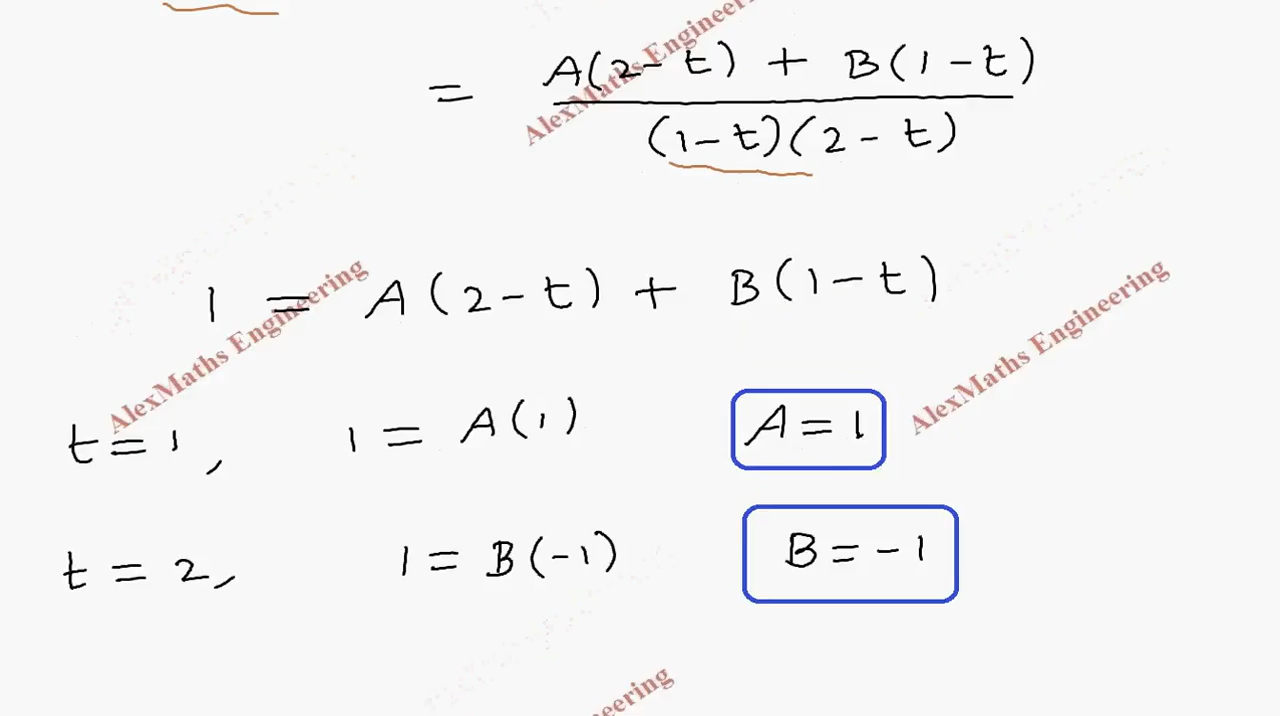 = A(2-t) + B(1-t)
(1-t)(2-t)
1 = A(2-t) + B(1-t)
t=1, 1 = A(1) A=1
t=2, 1 = B(-1) B=-1
AlexMaths Engineering
AlexMaths Engineering
AlexMaths Engineering
Engineering